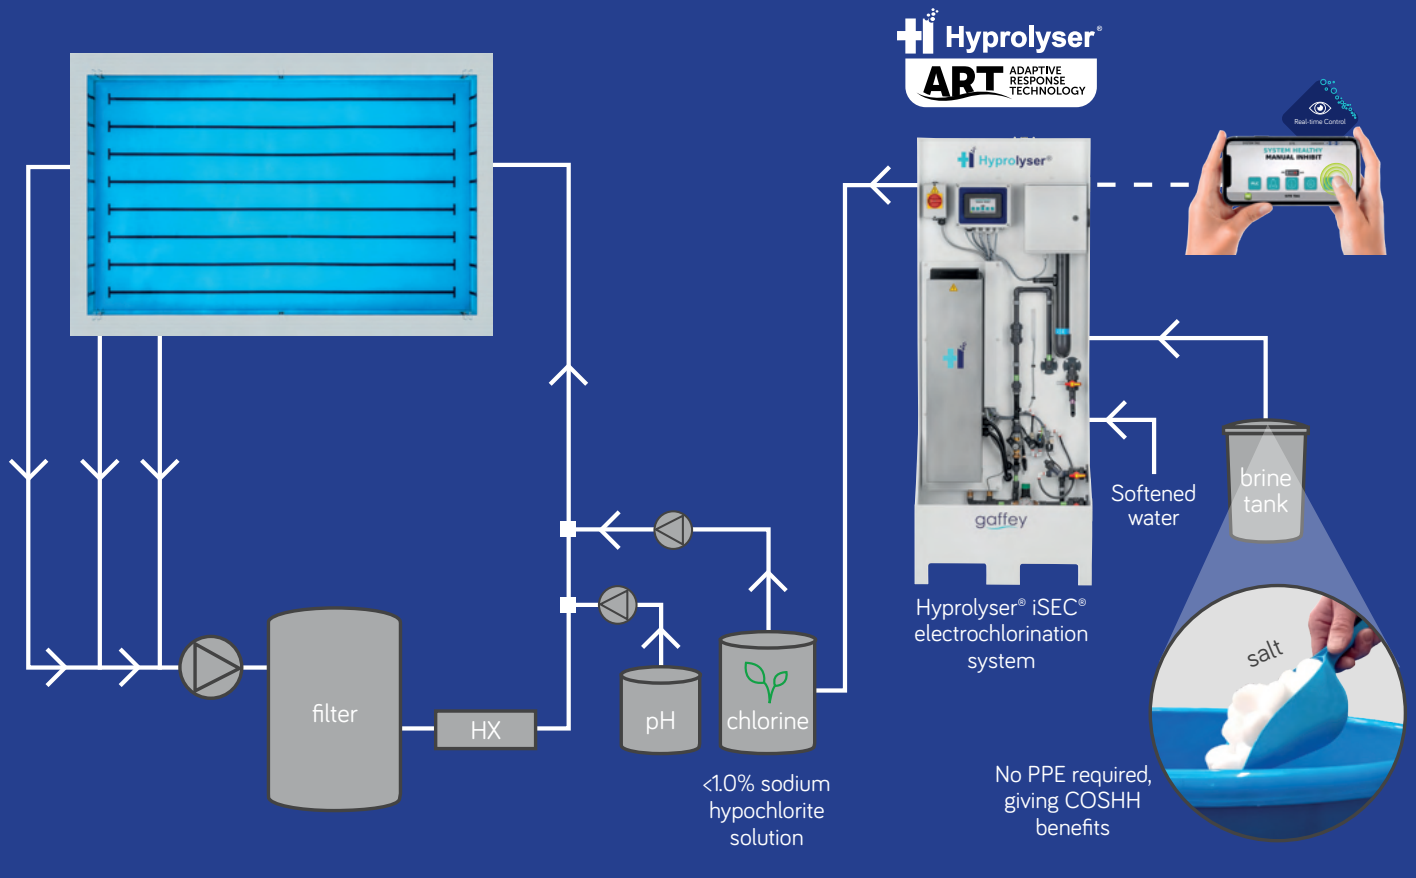 Hyprolyser®
ART ADAPTIVE
RESPONSE
TECHNOLOGY
Real-time Control
SYSTEM HEALTHY
MANUAL INHIBIT
Hyprolyser®
gaffey
Hyprolyser® iSEC®
electrochlorination
system
Softened
water
brine
tank
salt
No PPE required,
giving COSHH
benefits
filter
HX
pH
chlorine
<1.0% sodium
hypochlorite
solution